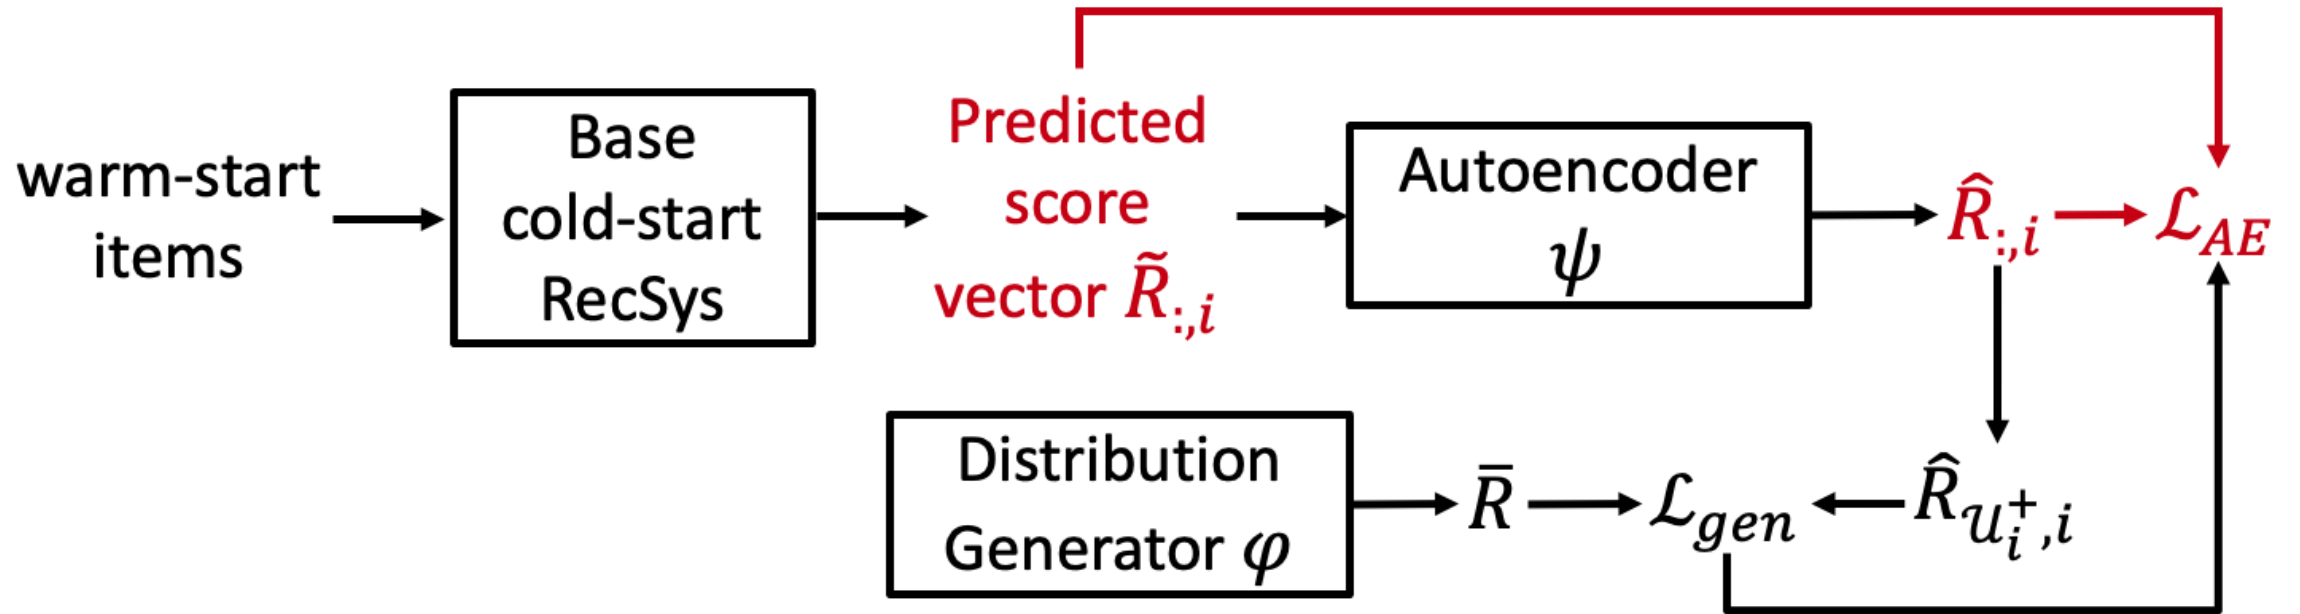 warm-start
items
Base
cold-start
RecSys
Predicted
score
vector R̃:,i
Autoencoder
ψ
R̂:,i
ℒAE
Distribution
Generator φ
R̄
ℒgen
R̂𝒰i+,i